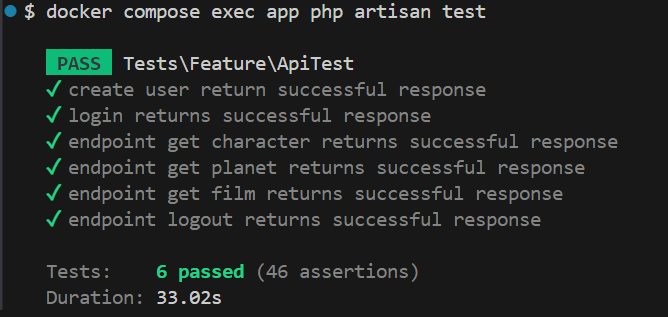 $ docker compose exec app php artisan test
PASS Tests\Feature\ApiTest
✓ create user return successful response
✓ login returns successful response
✓ endpoint get character returns successful response
✓ endpoint get planet returns successful response
✓ endpoint get film returns successful response
✓ endpoint logout returns successful response
Tests: 6 passed (46 assertions)
Duration: 33.02s